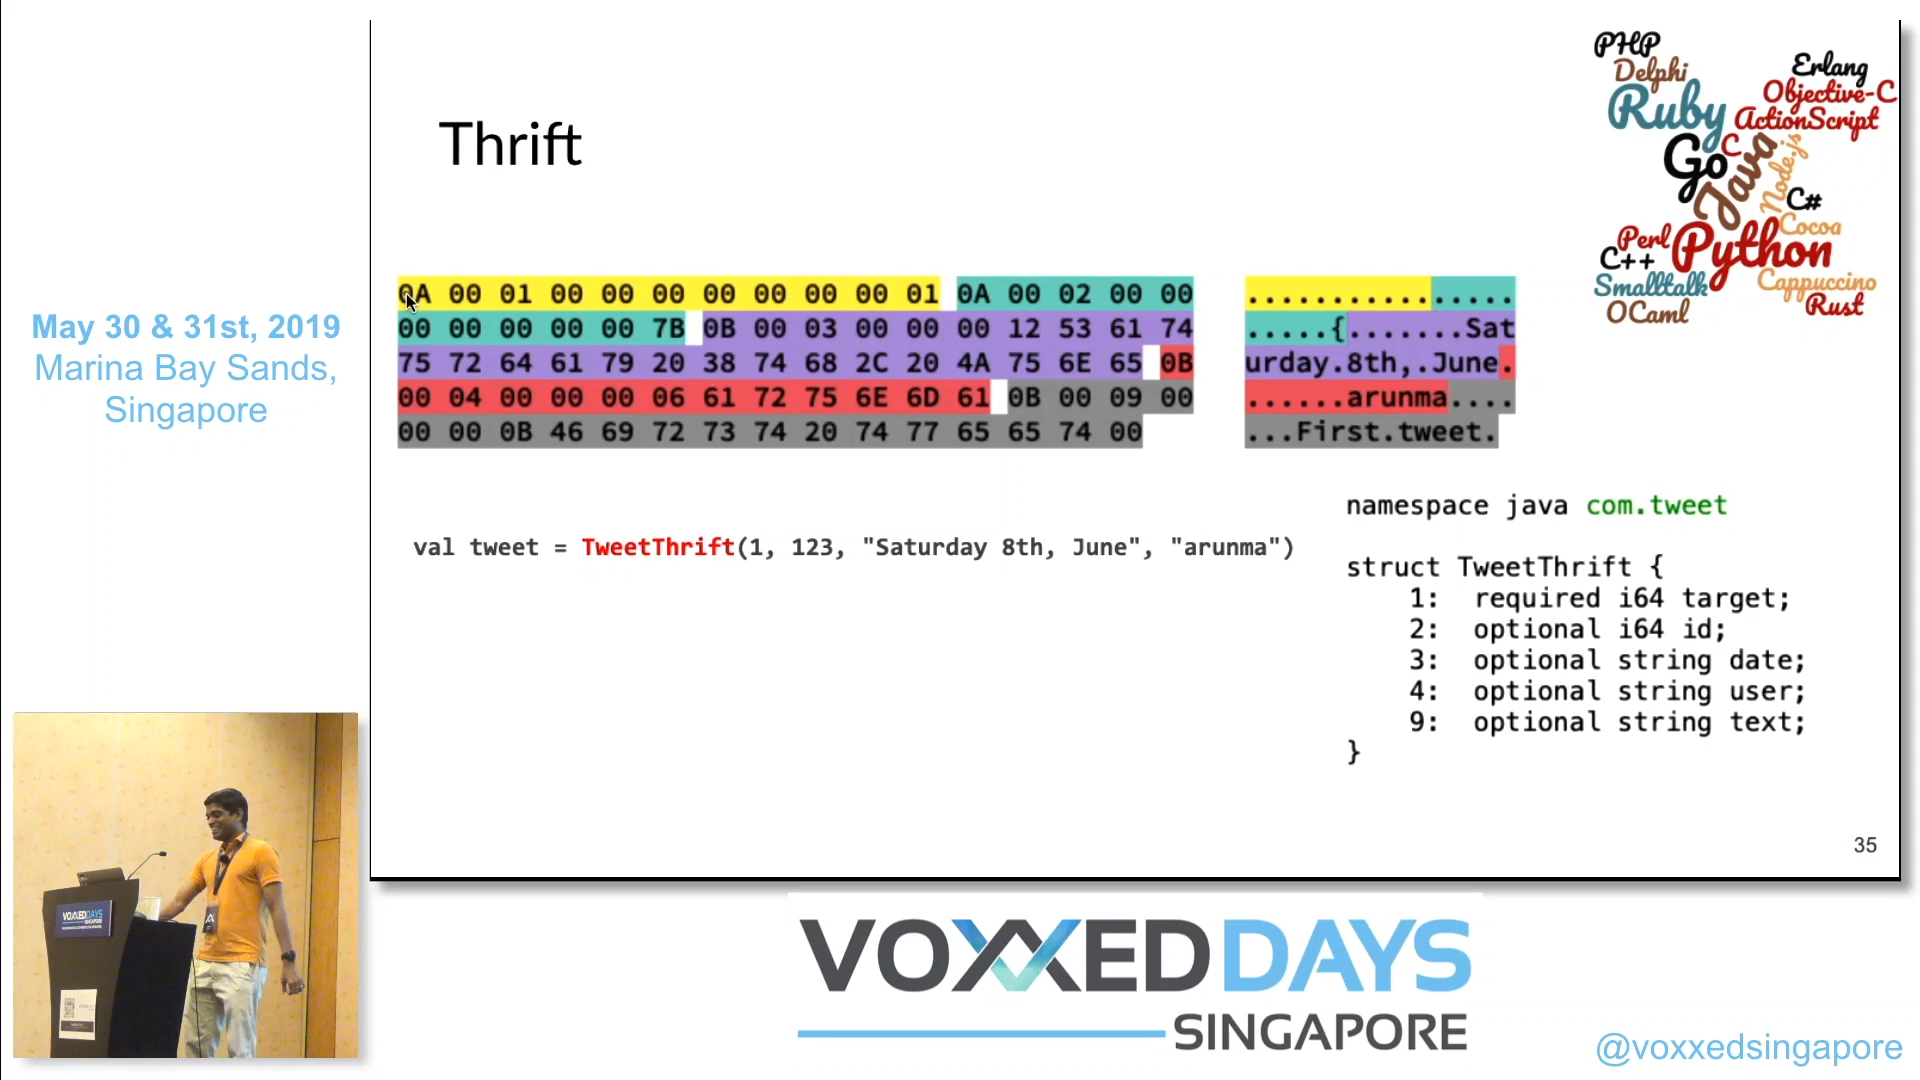 May 30 & 31st, 2019
Marina Bay Sands,
Singapore
Thrift
PHP
Delphi
Ruby
Erlang
Objective-C
ActionScript
Go
C
Java
Node.js
C#
Cocoa
Perl
Python
C++
Smalltalk
Cappuccino
OCaml
Rust
0A 00 01 00 00 00 00 00 00 00 01 0A 00 02 00 00
00 00 00 00 00 7B 0B 00 03 00 00 00 12 53 61 74
75 72 64 61 79 20 38 74 68 2C 20 4A 75 6E 65 0B
00 04 00 00 00 06 61 72 75 6E 6D 61 0B 00 09 00
00 00 0B 46 69 72 73 74 20 74 77 65 65 74 00
................
.....{.......Sat
urday.8th,.June.
......arunma....
...First.tweet.
val tweet = TweetThrift(1, 123, "Saturday 8th, June", "arunma")
namespace java com.tweet
struct TweetThrift {
1: required i64 target;
2: optional i64 id;
3: optional string date;
4: optional string user;
9: optional string text;
}
35
VOXXEDDAYS
SINGAPORE
VOXXEDDAYS
SINGAPORE
@voxxedsingapore